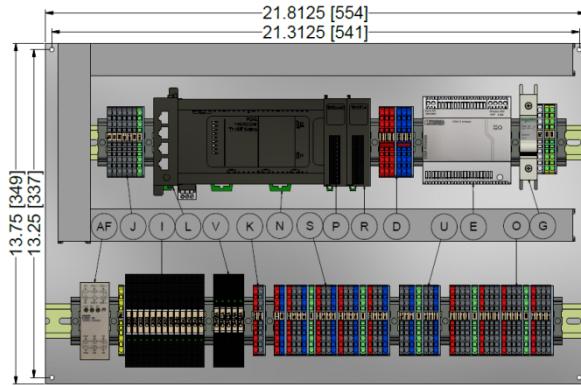 21.8125 [554]
21.3125 [541]
13.75 [349]
13.25 [337]
AF J I L V K N S P R D U E O G